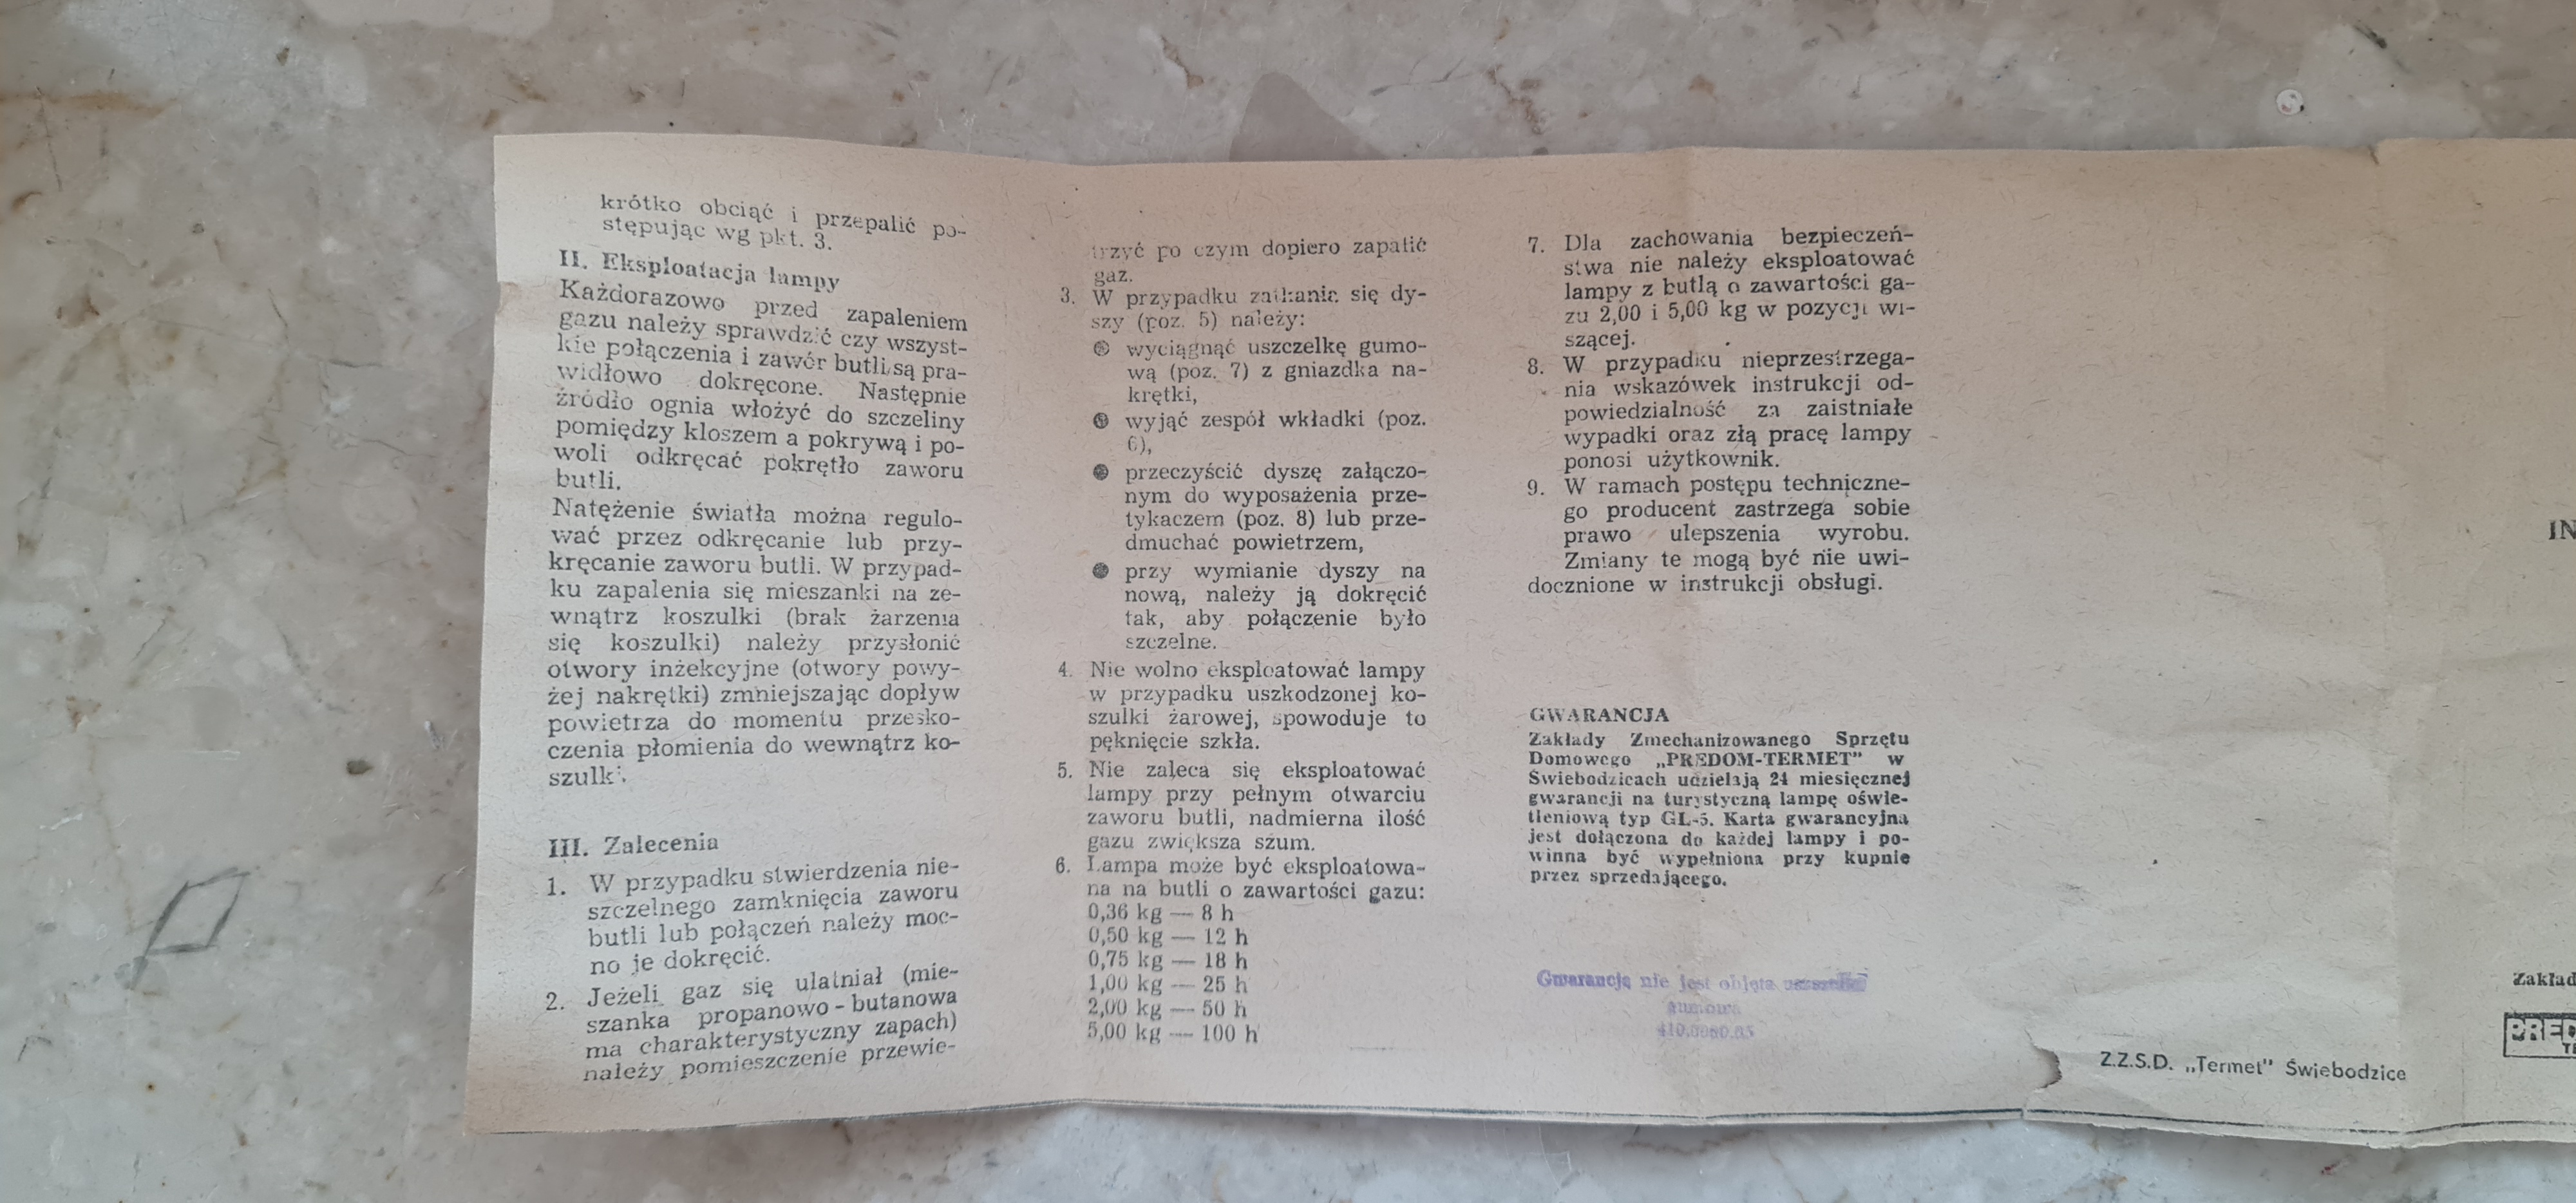 krótko obciąć i przepalić po-
stępując wg pkt. 3.
II. Eksploatacja lampy
Każdorazowo przed zapaleniem
gazu należy sprawdzić czy wszyst-
kie połączenia i zawór butli są pra-
widłowo dokręcone. Następnie
źródło ognia włożyć do szczeliny
pomiędzy kloszem a pokrywą i po-
woli odkręcać pokrętło zaworu
butli.
Natężenie światła można regulo-
wać przez odkręcanie lub przy-
kręcanie zaworu butli. W przypad-
ku zapalenia się mieszanki na ze-
wnątrz koszulki (brak żarzenia
się koszulki) należy przysłonić
otwory inżekcyjne (otwory powy-
żej nakrętki) zmniejszając dopływ
powietrza do momentu przesko-
czenia płomienia do wewnątrz ko-
szulki.
III. Zalecenia
1. W przypadku stwierdzenia nie-
szczelnego zamknięcia zaworu
butli lub połączeń należy moc-
no je dokręcić.
2. Jeżeli gaz się ulatniał (mie-
szanka propanowo-butanowa
ma charakterystyczny zapach)
należy pomieszczenie przewie-
trzyć po czym dopiero zapalić
gaz.
3. W przypadku zatkania się dy-
szy (poz. 5) należy:
● wyciągnąć uszczelkę gumo-
wą (poz. 7) z gniazdka na-
krętki,
● wyjąć zespół wkładki (poz.
6),
● przeczyścić dyszę załączo-
nym do wyposażenia prze-
tykaczem (poz. 8) lub prze-
dmuchać powietrzem,
● przy wymianie dyszy na
nową, należy ją dokręcić
tak, aby połączenie było
szczelne.
4. Nie wolno eksploatować lampy
w przypadku uszkodzonej ko-
szulki żarowej, spowoduje to
pęknięcie szkła.
5. Nie zaleca się eksploatować
lampy przy pełnym otwarciu
zaworu butli, nadmierna ilość
gazu zwiększa szum.
6. Lampa może być eksploatowa-
na na butli o zawartości gazu:
0,36 kg — 8 h
0,50 kg — 12 h
0,75 kg — 18 h
1,00 kg — 25 h
2,00 kg — 50 h
5,00 kg — 100 h
7. Dla zachowania bezpieczeń-
stwa nie należy eksploatować
lampy z butlą o zawartości ga-
zu 2,00 i 5,00 kg w pozycji wi-
szącej.
8. W przypadku nieprzestrzega-
nia wskazówek instrukcji od-
powiedzialność za zaistniałe
wypadki oraz złą pracę lampy
ponosi użytkownik.
9. W ramach postępu techniczne-
go producent zastrzega sobie
prawo ulepszenia wyrobu.
Zmiany te mogą być nie uwi-
docznione w instrukcji obsługi.
GWARANCJA
Zakłady Zmechanizowanego Sprzętu
Domowego „PREDOM-TERMET" w
Świebodzicach udzielają 24 miesięcznej
gwarancji na turystyczną lampę oświe-
tleniową typ GL-5. Karta gwarancyjna
jest dołączona do każdej lampy i po-
winna być wypełniona przy kupnie
przez sprzedającego.
Gwarancją nie jest objęta
gumowa
Z.Z.S.D. „Termet" Świebodzice
IN
Zakład
PRED
TE